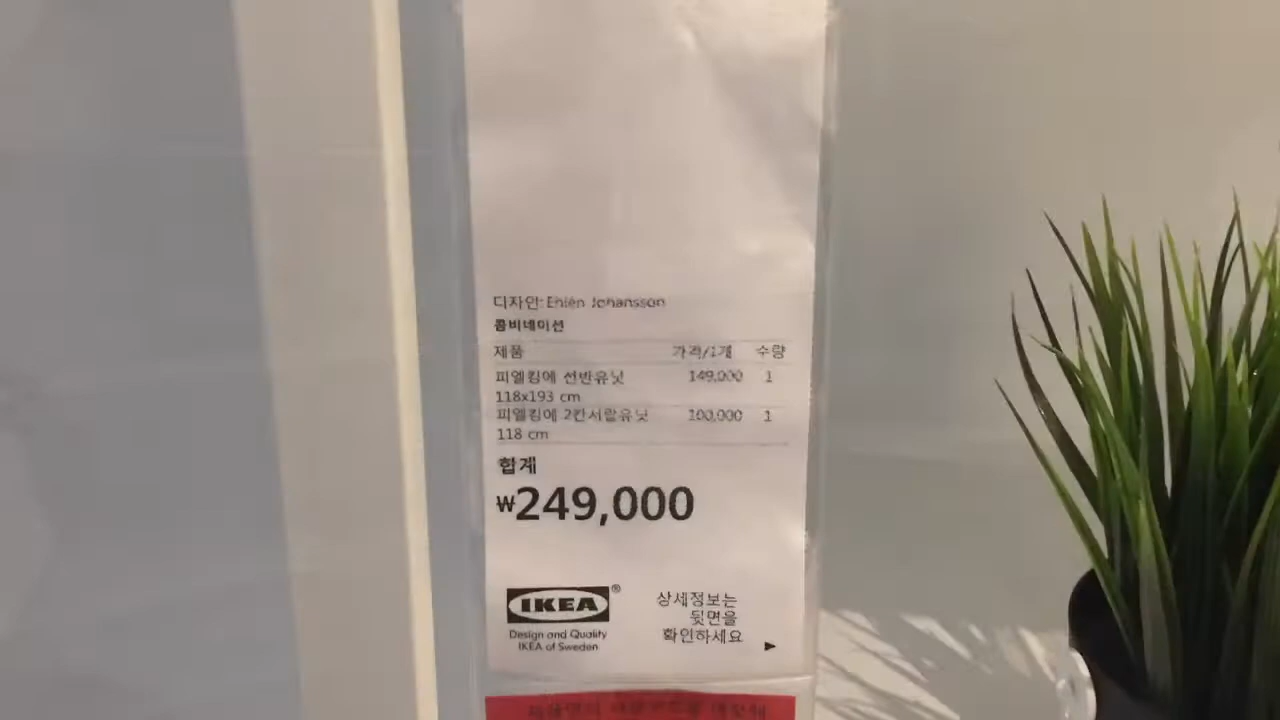 디자인: Ehlén Johansson
콤비네이션
제품 가격/1개 수량
피엘킹에 선반유닛 149,000 1
118x193 cm
피엘킹에 2칸서랍유닛 100,000 1
118 cm
합계
₩249,000
IKEA®
Design and Quality
IKEA of Sweden
상세정보는
뒷면을
확인하세요